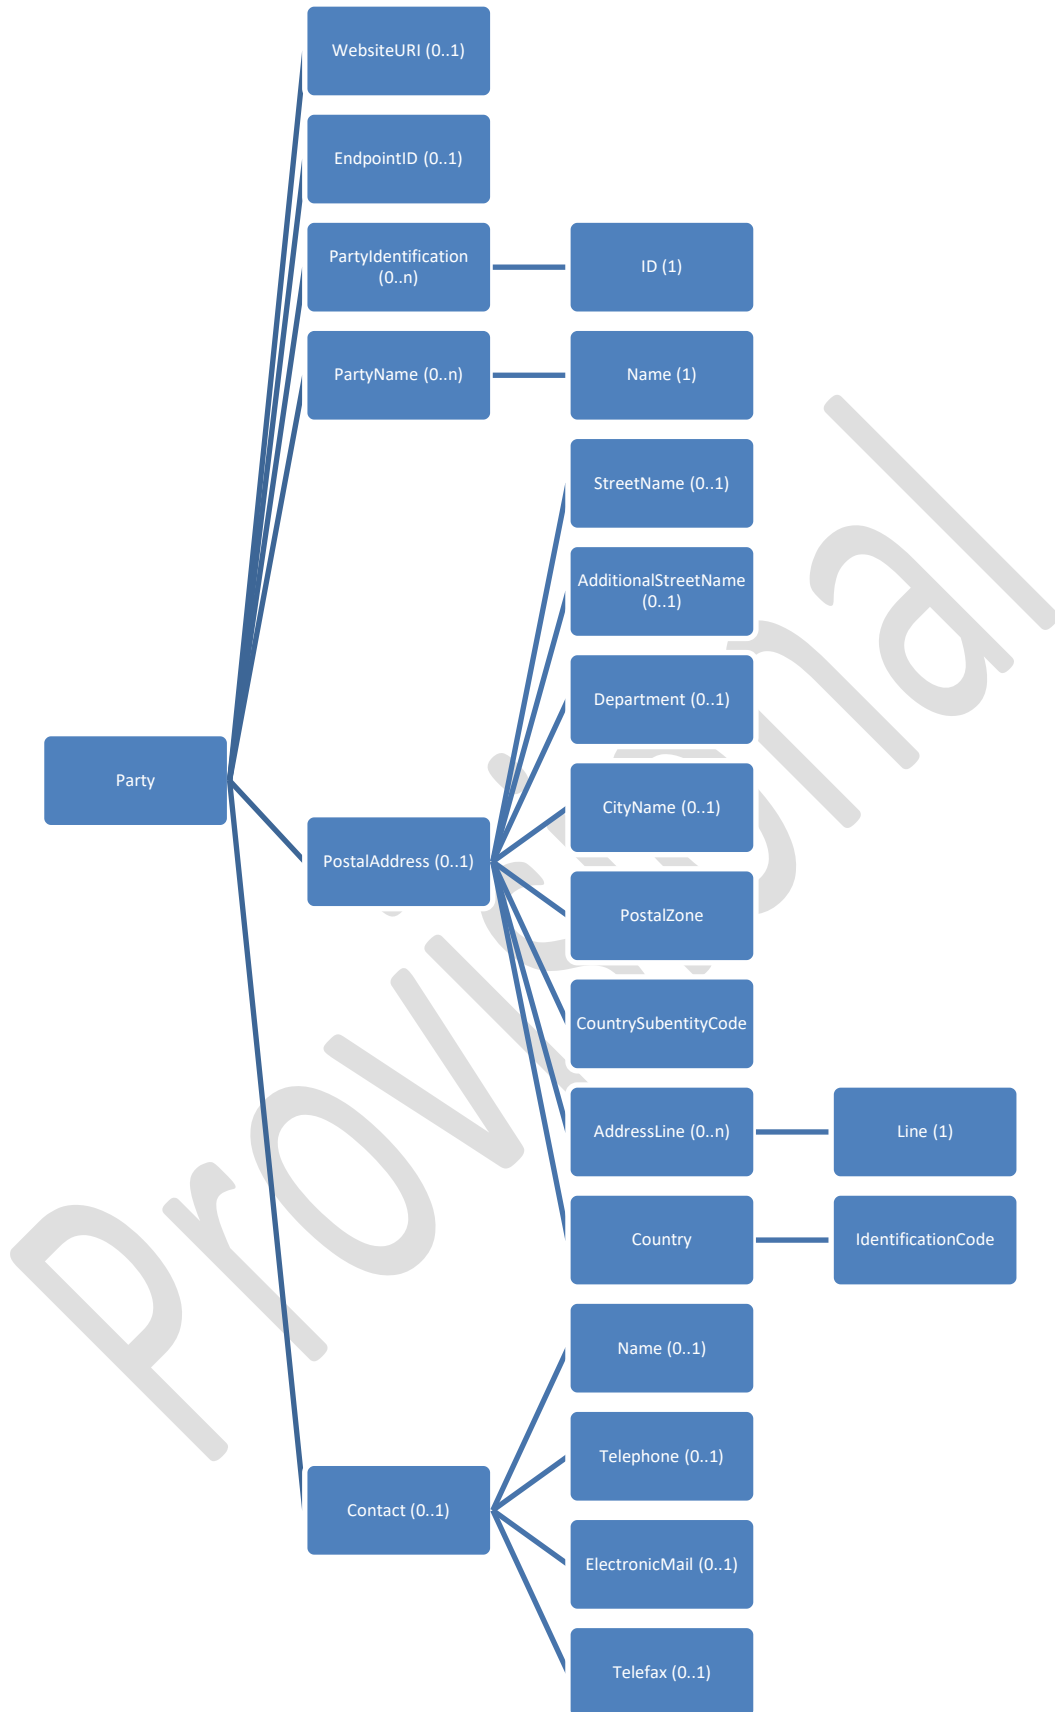 WebsiteURI (0..1)
EndpointID (0..1)
PartyIdentification
(0..n)
ID (1)
PartyName (0..n)
Name (1)
StreetName (0..1)
AdditionalStreetName
(0..1)
Department (0..1)
Party
CityName (0..1)
PostalAddress (0..1)
PostalZone
CountrySubentityCode
AddressLine (0..n)
Line (1)
Country
IdentificationCode
Name (0..1)
Telephone (0..1)
Contact (0..1)
ElectronicMail (0..1)
Telefax (0..1)
Provisional